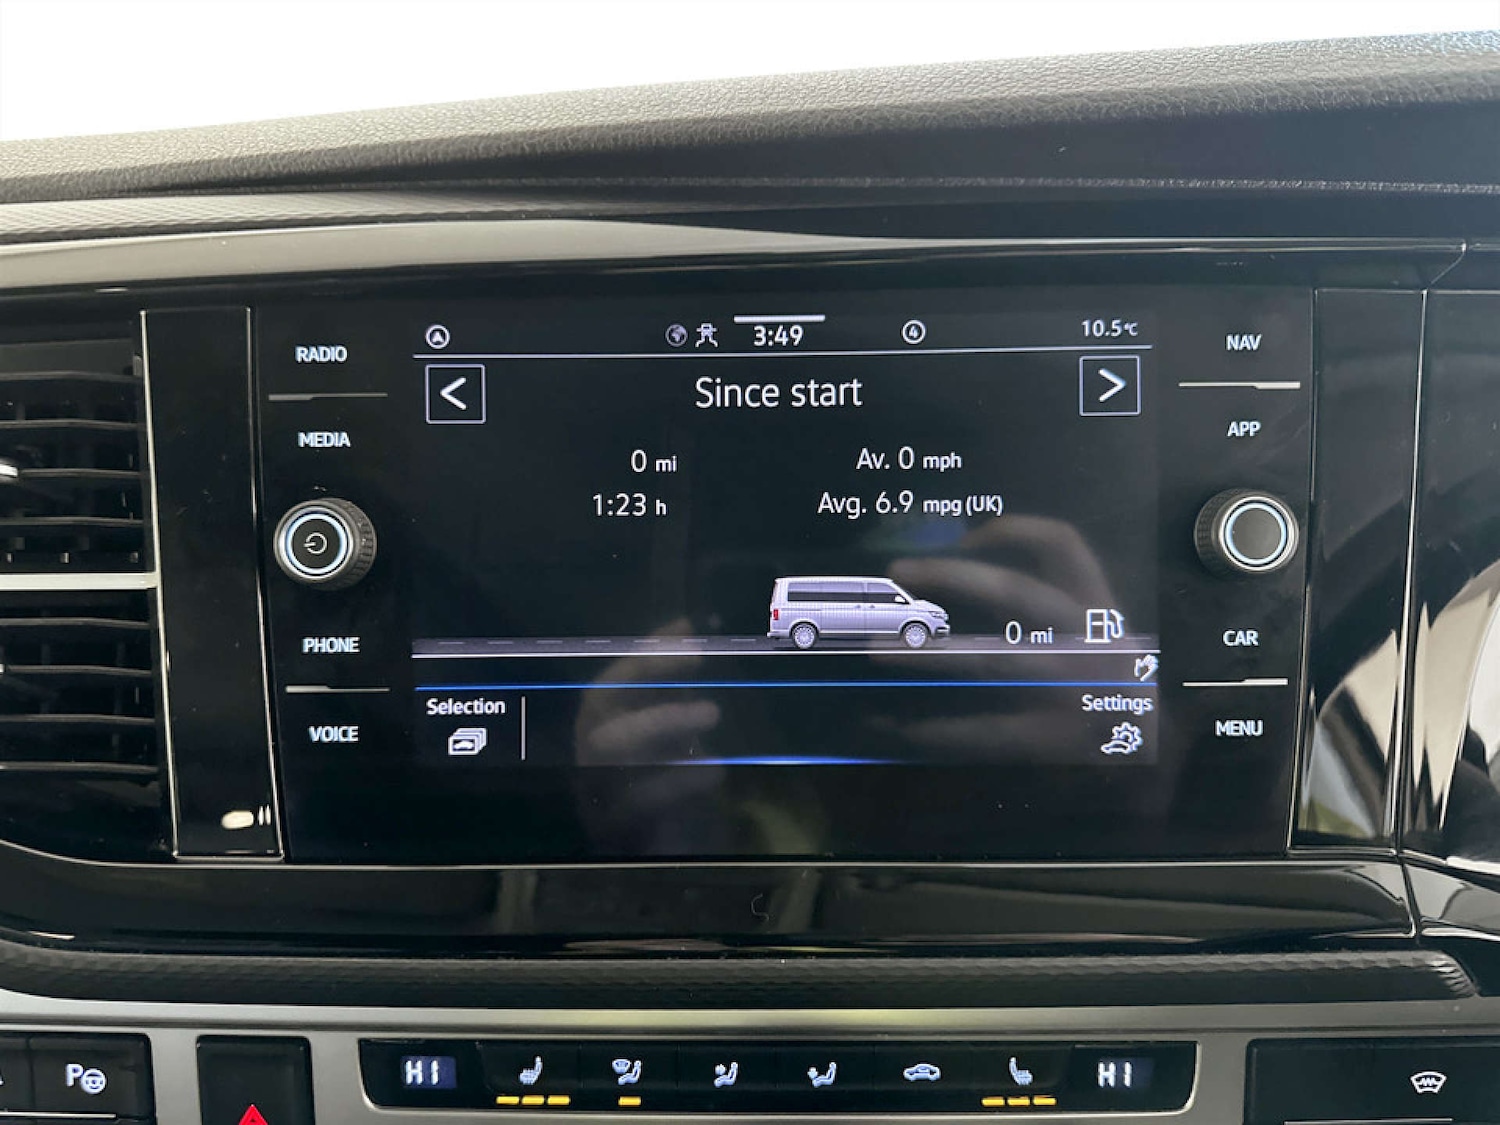 RADIO
MEDIA
PHONE
VOICE
3:49
4
10.5°C
Since start
0 mi
Av. 0 mph
1:23 h
Avg. 6.9 mpg (UK)
0 mi
Selection
Settings
NAV
APP
CAR
MENU
P
HI
HI